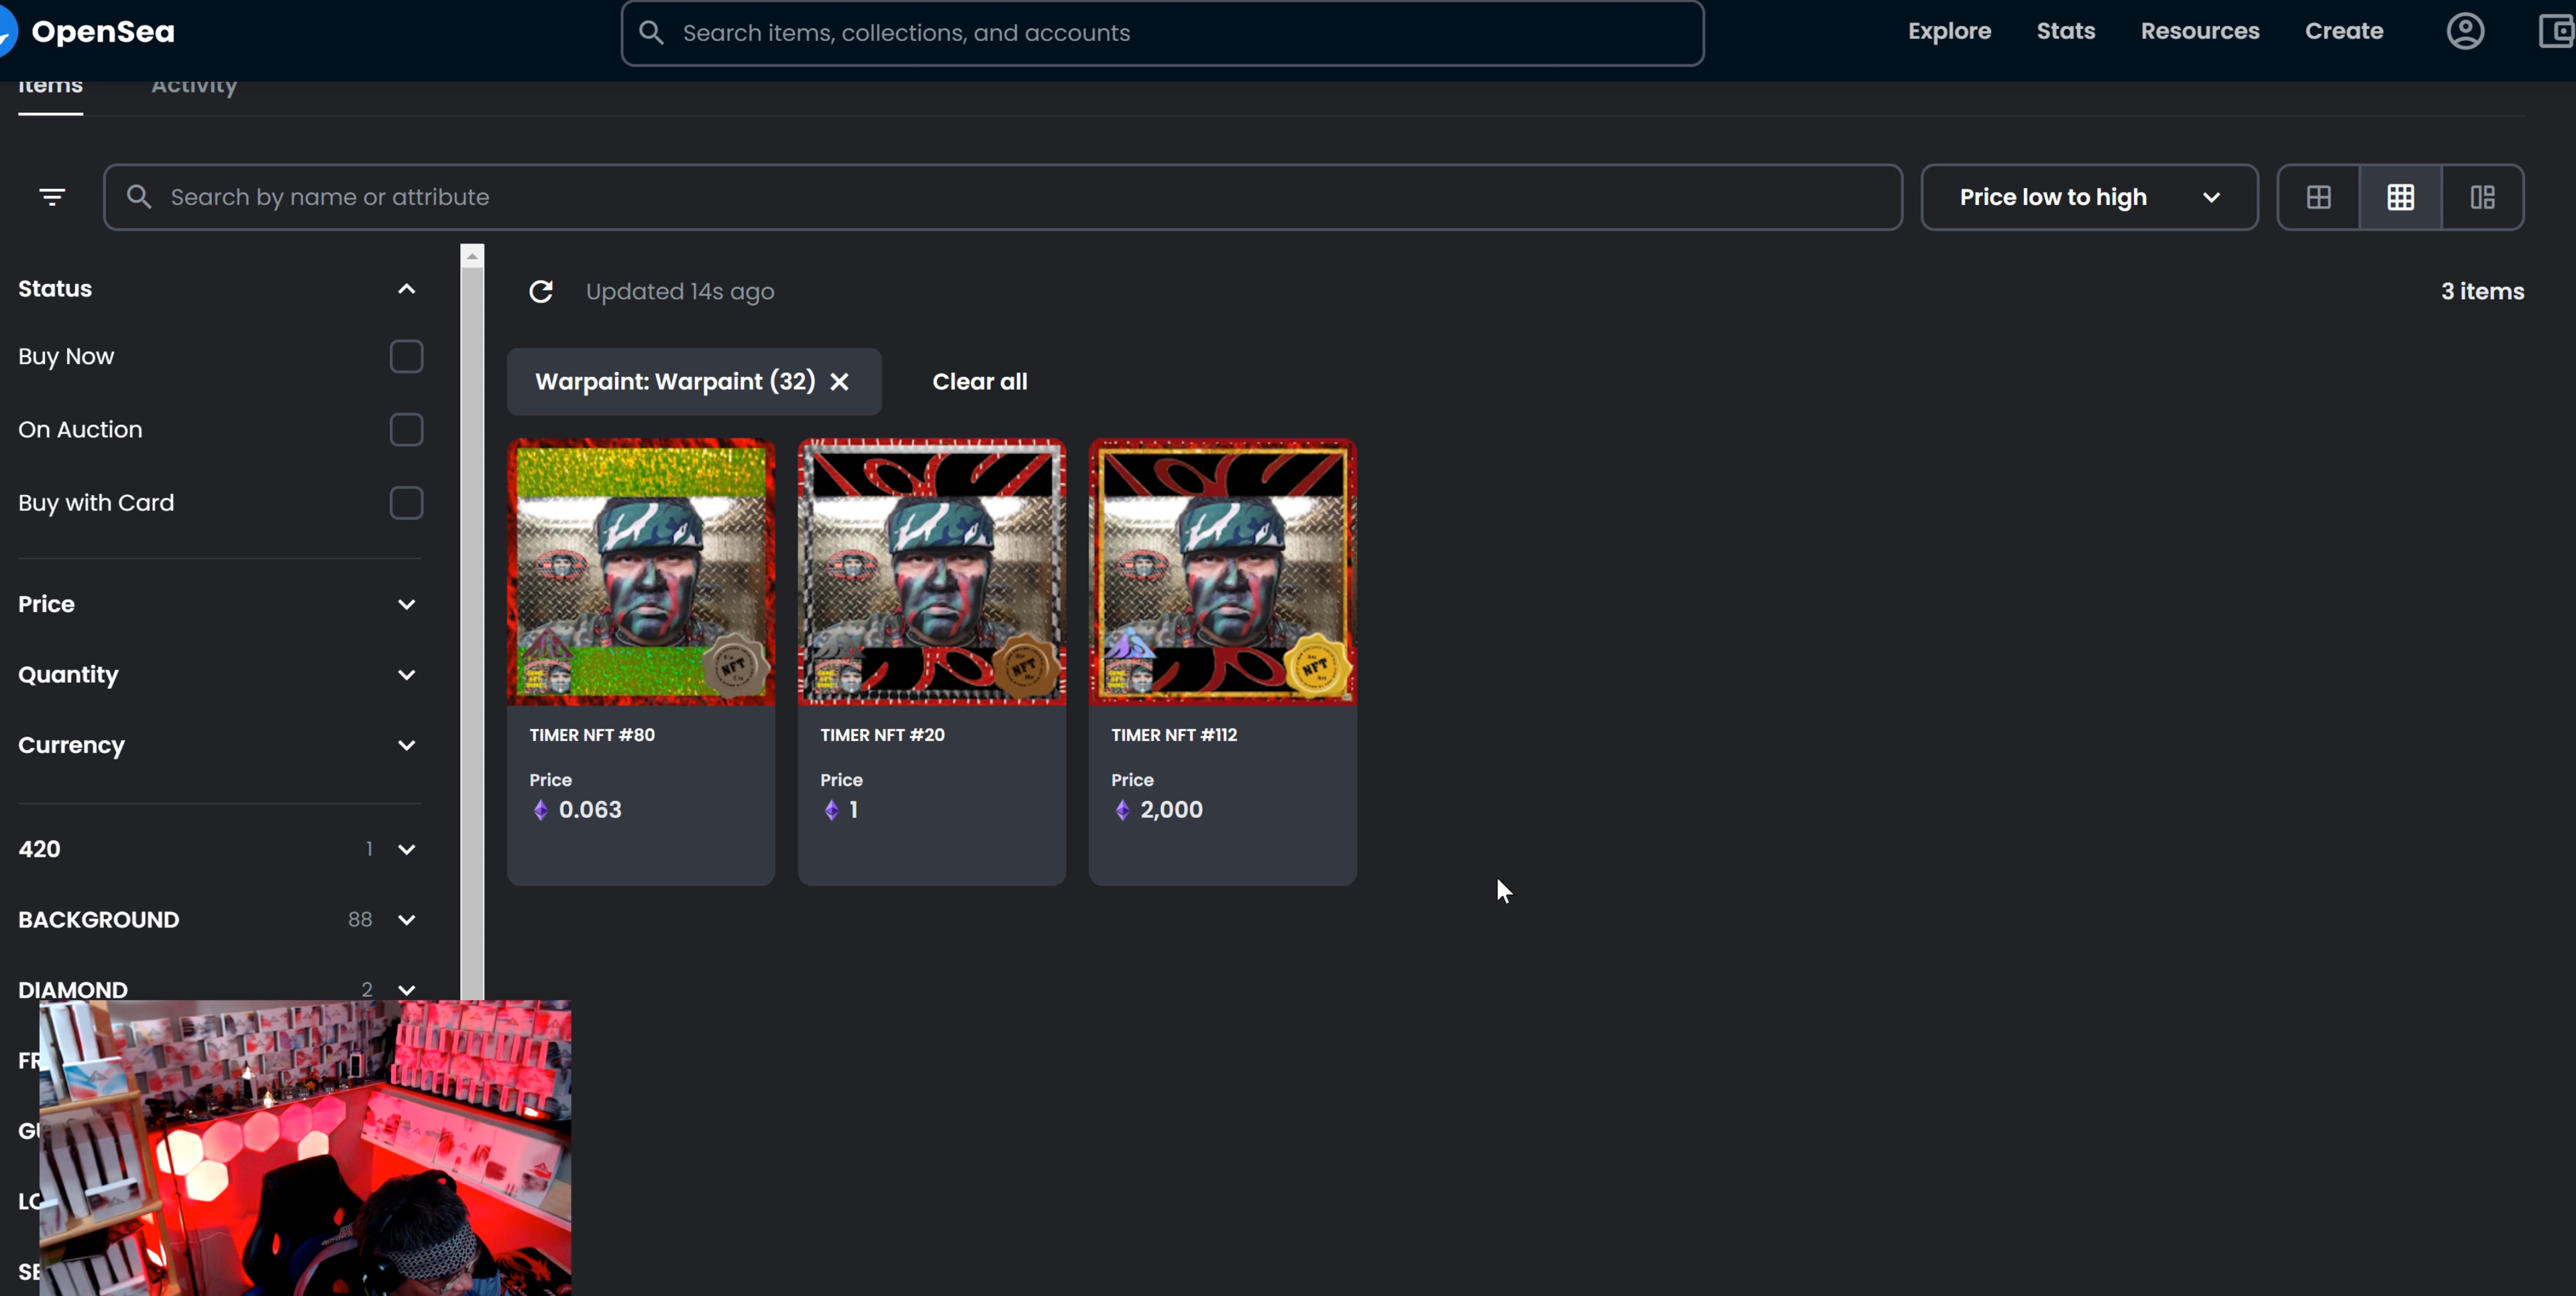 OpenSea
Search items, collections, and accounts
Explore
Stats
Resources
Create
Items
Activity
Search by name or attribute
Price low to high
Status
Buy Now
On Auction
Buy with Card
Price
Quantity
Currency
420 1
BACKGROUND 88
DIAMOND 2
Updated 14s ago
3 items
Warpaint: Warpaint (32)
Clear all
NFT
TIMER NFT #80
Price
0.063
NFT
TIMER NFT #20
Price
1
NFT
TIMER NFT #112
Price
2,000